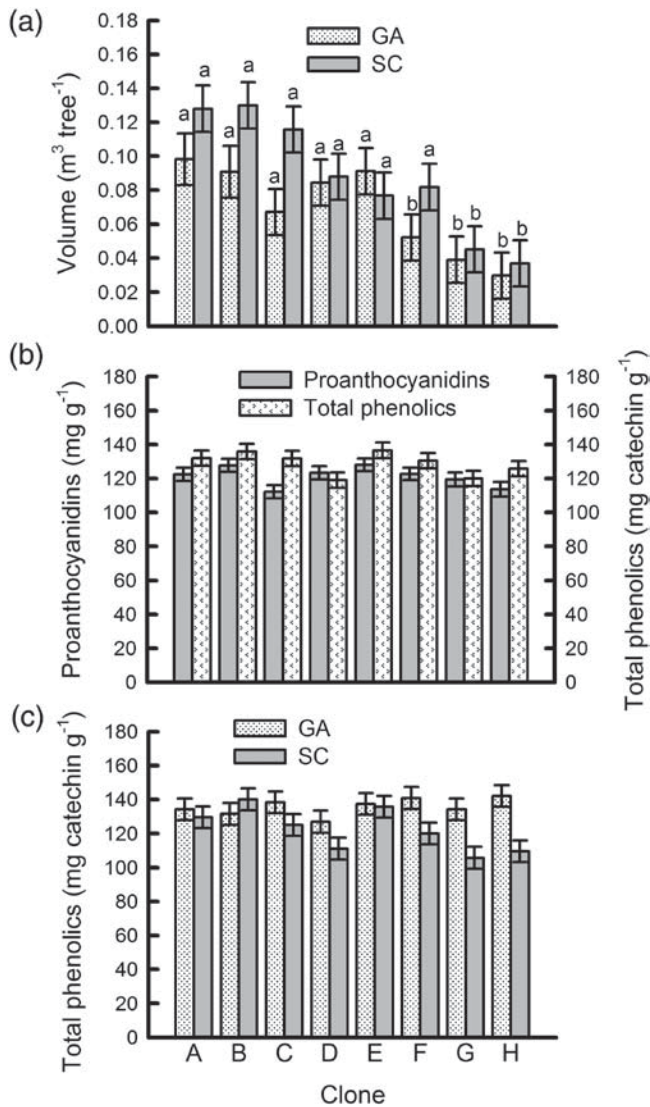 (a)
GA
SC
Volume (m³ tree⁻¹)
0.18
0.16
0.14
0.12
0.10
0.08
0.06
0.04
0.02
0.00
a a a a a a a a a a b a b b b b
(b)
Proanthocyanidins
Total phenolics
Proanthocyanidins (mg g⁻¹)
180
160
140
120
100
80
60
40
20
0
180
160
140
120
100
80
60
40
20
0
Total phenolics (mg catechin g⁻¹)
(c)
GA
SC
Total phenolics (mg catechin g⁻¹)
180
160
140
120
100
80
60
40
20
0
A B C D E F G H
Clone